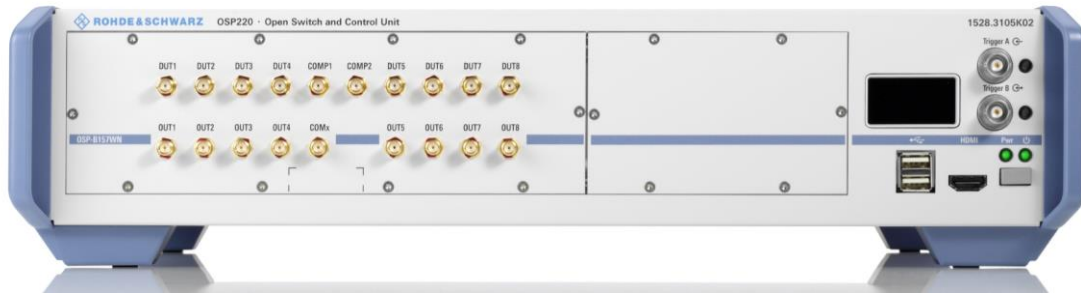 ROHDE & SCHWARZ OSP220 · Open Switch and Control Unit
1528.3105K02
Trigger A
DUT1 DUT2 DUT3 DUT4 COMP1 COMP2 DUT5 DUT6 DUT7 DUT8
Trigger B
OUT1 OUT2 OUT3 OUT4 COMx OUT5 OUT6 OUT7 OUT8
OSP-B157WN
HDMI
Pwr